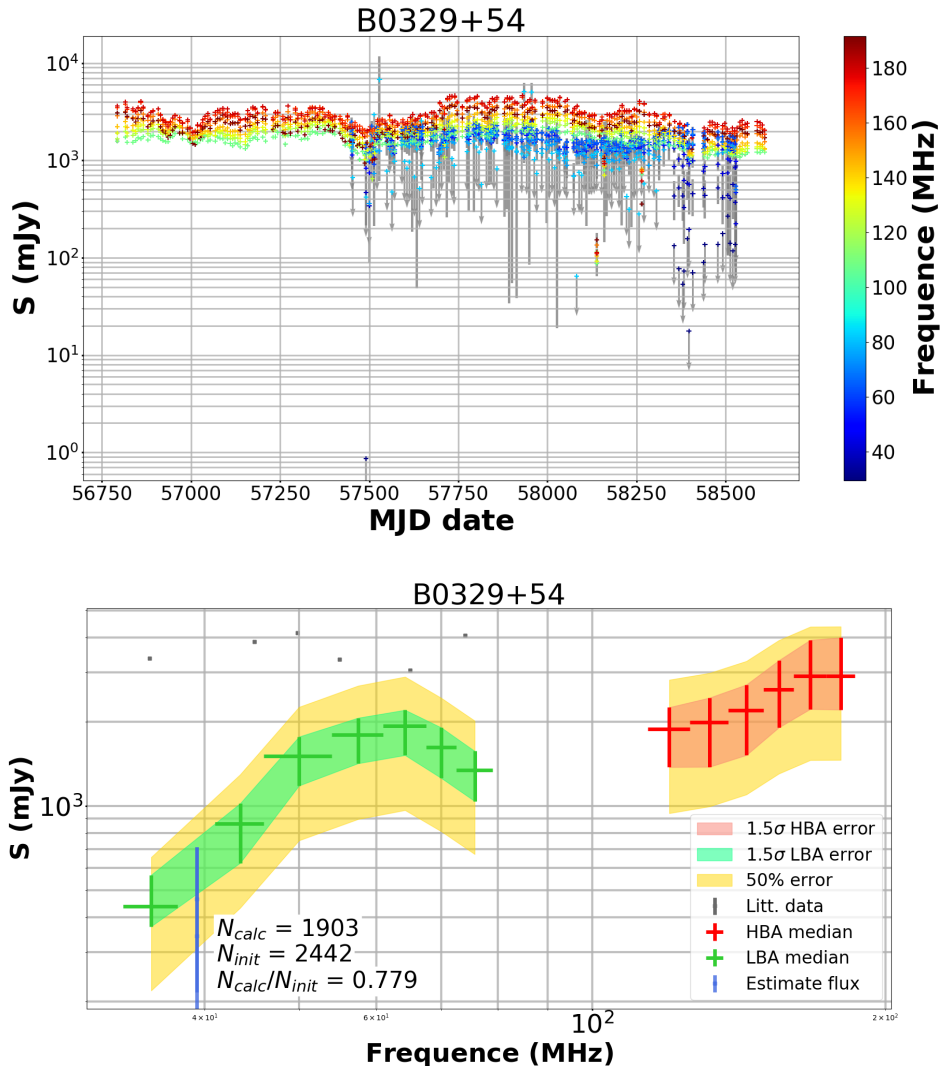 B0329+54
S (mJy)
10⁴
10³
10²
10¹
10⁰
56750 57000 57250 57500 57750 58000 58250 58500
MJD date
180
160
140
120
100
80
60
40
Frequence (MHz)
B0329+54
S (mJy)
10³
N_calc = 1903
N_init = 2442
N_calc/N_init = 0.779
1.5σ HBA error
1.5σ LBA error
50% error
Litt. data
HBA median
LBA median
Estimate flux
4×10¹ 6×10¹ 10² 2×10²
Frequence (MHz)